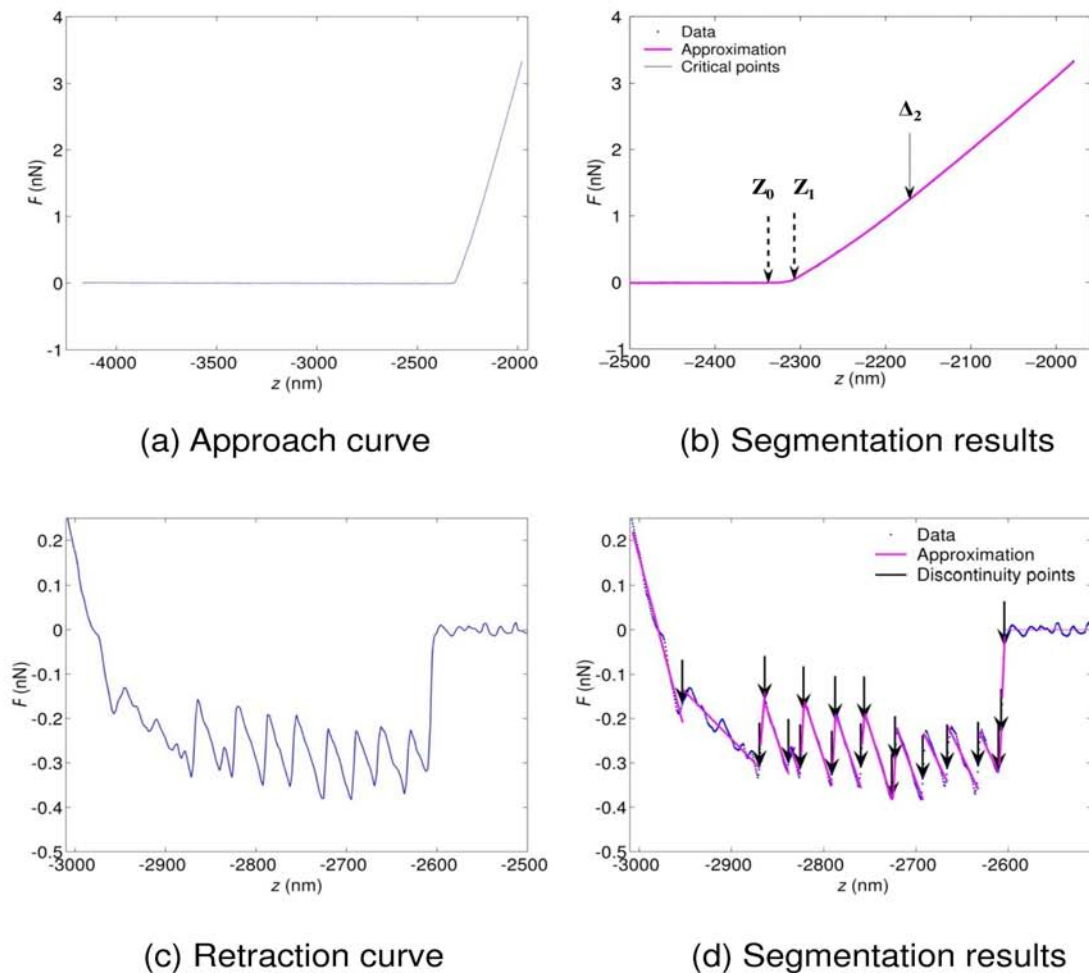 4
3
2
1
0
-1
F (nN)
-4000 -3500 -3000 -2500 -2000
z (nm)
(a) Approach curve
4
3
2
1
0
−1
F (nN)
Data
Approximation
Critical points
Δ2
Z0 Z1
−2500 −2400 −2300 −2200 −2100 −2000
z (nm)
(b) Segmentation results
0.2
0.1
0
-0.1
-0.2
-0.3
-0.4
-0.5
F (nN)
-3000 -2900 -2800 -2700 -2600 -2500
z (nm)
(c) Retraction curve
0.2
0.1
0
-0.1
-0.2
-0.3
-0.4
-0.5
F (nN)
Data
Approximation
Discontinuity points
-3000 -2900 -2800 -2700 -2600
z (nm)
(d) Segmentation results